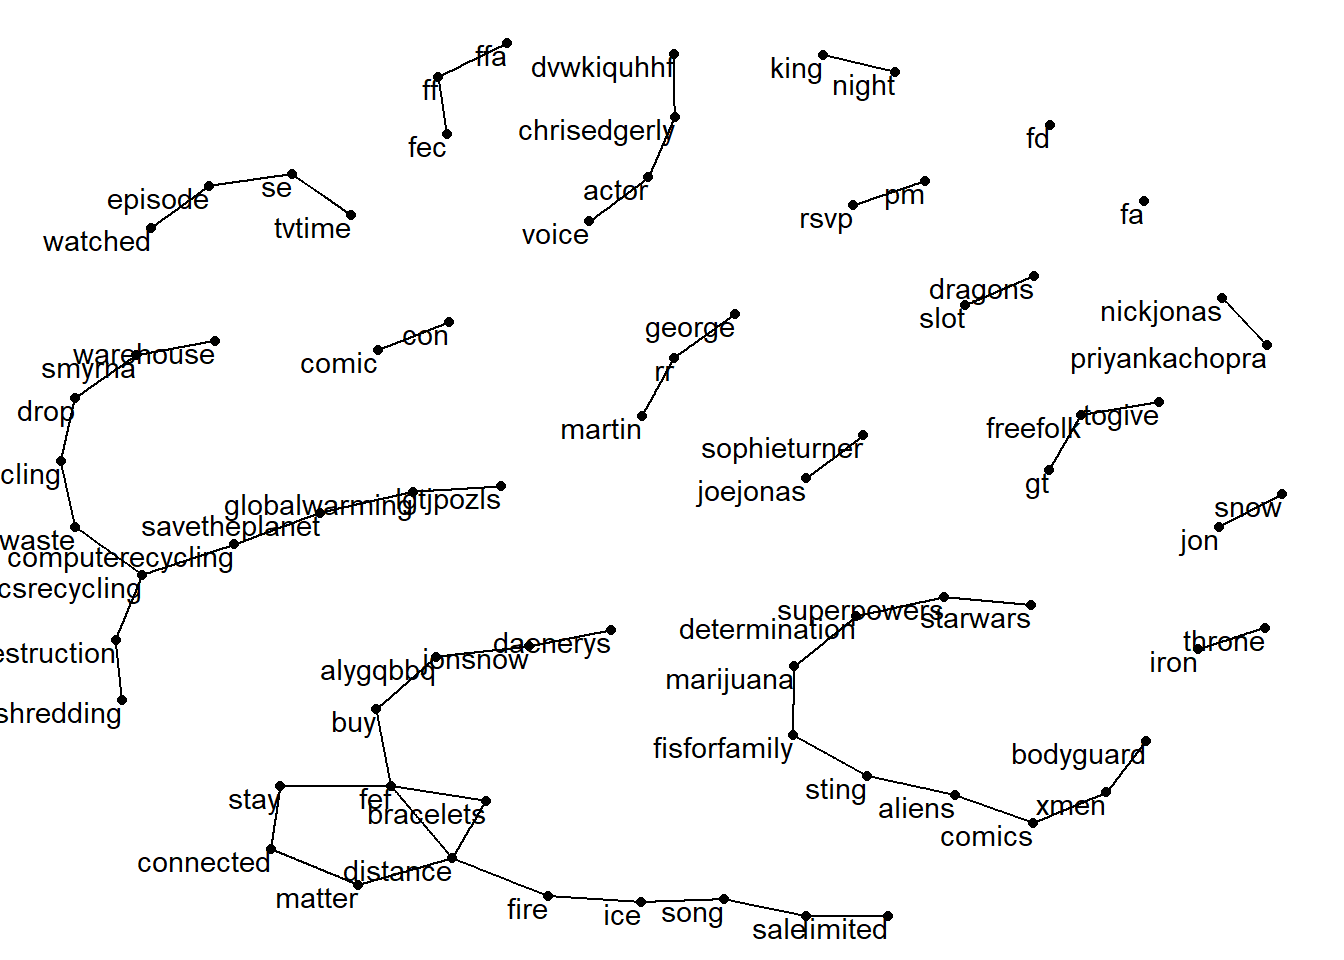 ffa
dvwkiquhhf
king
night
ff
chrisedgerly
fec
fd
episode
se
actor
pm
watched
tvtime
voice
rsvp
fa
dragons
slot
nickjonas
george
con
warehouse
comic
smyrna
rr
priyankachopra
drop
martin
freefolk
togive
sophieturner
cling
joejonas
gt
globalwarming
lgtjpozls
snow
savetheplanet
waste
jon
computerecycling
csrecycling
superpowers
starwars
determination
daenerys
throne
estruction
jonsnow
iron
alygqbbq
marijuana
shredding
buy
fisforfamily
bodyguard
stay
fef
sting
bracelets
aliens
xmen
comics
connected
distance
matter
fire
ice
song
sale
limited